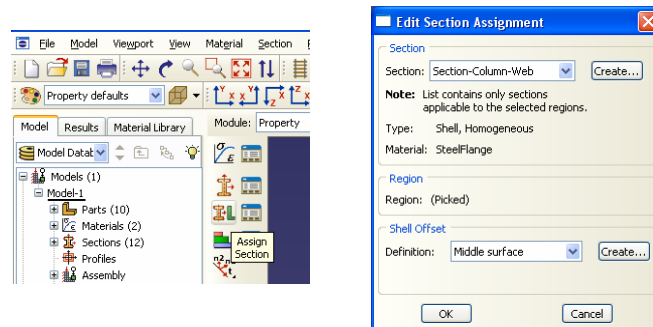 File Model Viewport View Material Section
Property defaults
Model Results Material Library
Module: Property
Model Datab
Models (1)
Model-1
Parts (10)
Materials (2)
Sections (12)
Profiles
Assembly
Assign
Section
Edit Section Assignment
Section
Section: Section-Column-Web Create...
Note: List contains only sections
applicable to the selected regions.
Type: Shell, Homogeneous
Material: SteelFlange
Region
Region: (Picked)
Shell Offset
Definition: Middle surface Create...
OK Cancel